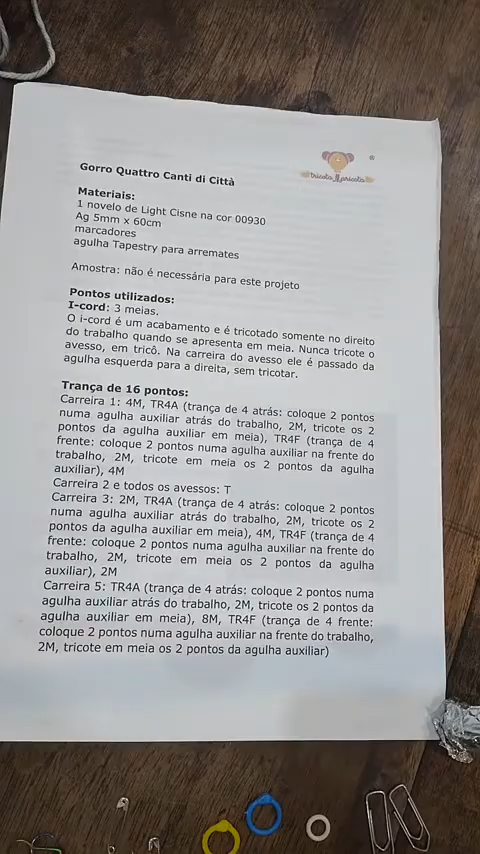 tricota pricota
®
Gorro Quattro Canti di Città
Materiais:
1 novelo de Light Cisne na cor 00930
Ag 5mm x 60cm
marcadores
agulha Tapestry para arremates
Amostra: não é necessária para este projeto
Pontos utilizados:
I-cord: 3 meias.
O i-cord é um acabamento e é tricotado somente no direito
do trabalho quando se apresenta em meia. Nunca tricote o
avesso, em tricô. Na carreira do avesso ele é passado da
agulha esquerda para a direita, sem tricotar.
Trança de 16 pontos:
Carreira 1: 4M, TR4A (trança de 4 atrás: coloque 2 pontos
numa agulha auxiliar atrás do trabalho, 2M, tricote os 2
pontos da agulha auxiliar em meia), TR4F (trança de 4
frente: coloque 2 pontos numa agulha auxiliar na frente do
trabalho, 2M, tricote em meia os 2 pontos da agulha
auxiliar), 4M
Carreira 2 e todos os avessos: T
Carreira 3: 2M, TR4A (trança de 4 atrás: coloque 2 pontos
numa agulha auxiliar atrás do trabalho, 2M, tricote os 2
pontos da agulha auxiliar em meia), 4M, TR4F (trança de 4
frente: coloque 2 pontos numa agulha auxiliar na frente do
trabalho, 2M, tricote em meia os 2 pontos da agulha
auxiliar), 2M
Carreira 5: TR4A (trança de 4 atrás: coloque 2 pontos numa
agulha auxiliar atrás do trabalho, 2M, tricote os 2 pontos da
agulha auxiliar em meia), 8M, TR4F (trança de 4 frente:
coloque 2 pontos numa agulha auxiliar na frente do trabalho,
2M, tricote em meia os 2 pontos da agulha auxiliar)